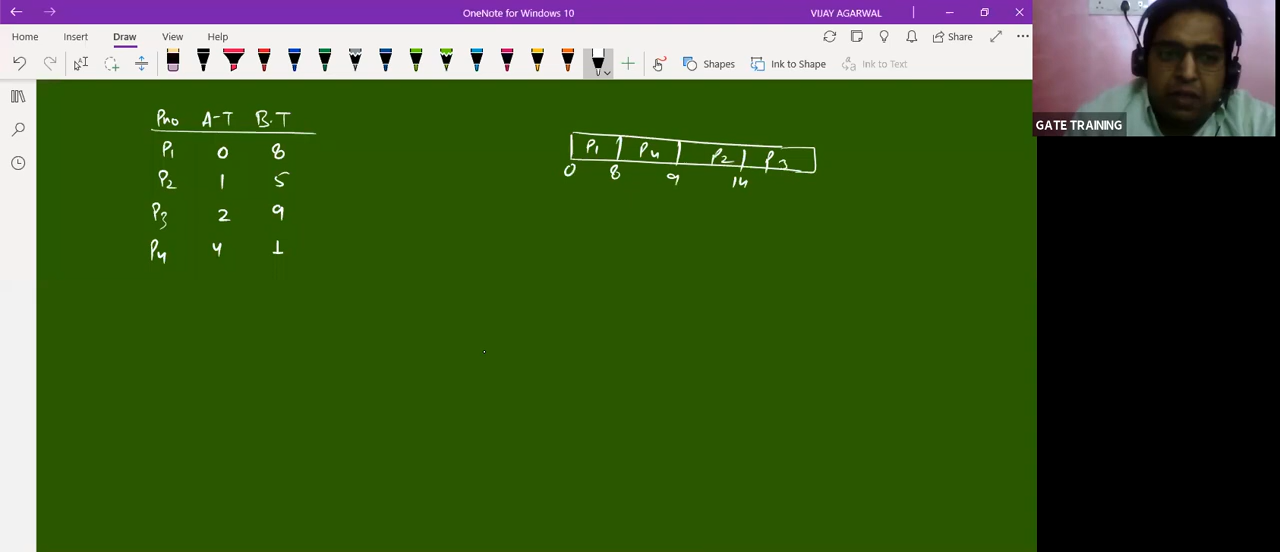 OneNote for Windows 10
VIJAY AGARWAL
Home Insert Draw View Help
Share
Shapes Ink to Shape Ink to Text
GATE TRAINING
Pno A-T B.T
P1 0 8
P2 1 5
P3 2 9
P4 4 1
P1 P4 P2 P3
0 8 9 14